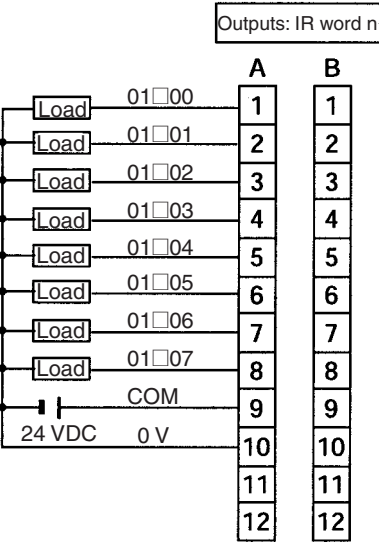 Outputs: IR word n
A B
Load 01□00 1 1
Load 01□01 2 2
Load 01□02 3 3
Load 01□03 4 4
Load 01□04 5 5
Load 01□05 6 6
Load 01□06 7 7
Load 01□07 8 8
COM 9 9
24 VDC 0 V 10 10
11 11
12 12